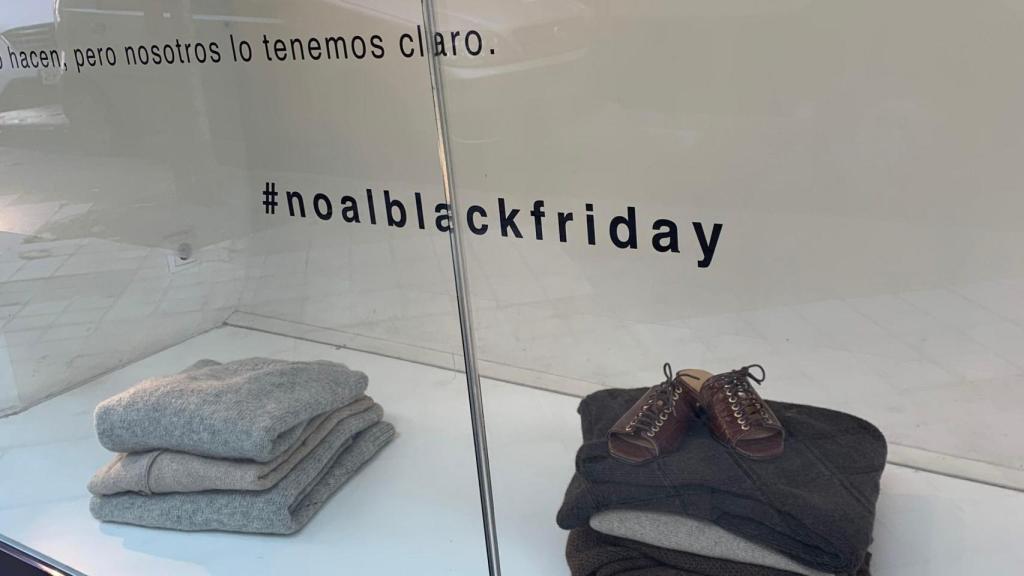 hacen, pero nosotros lo tenemos claro.
#noalblackfriday